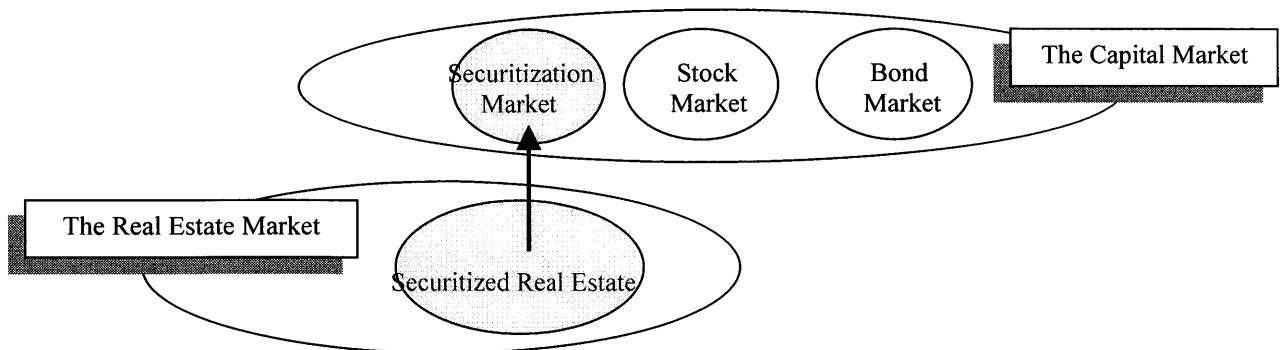 Securitization
Market
Stock
Market
Bond
Market
The Capital Market
The Real Estate Market
Securitized Real Estate